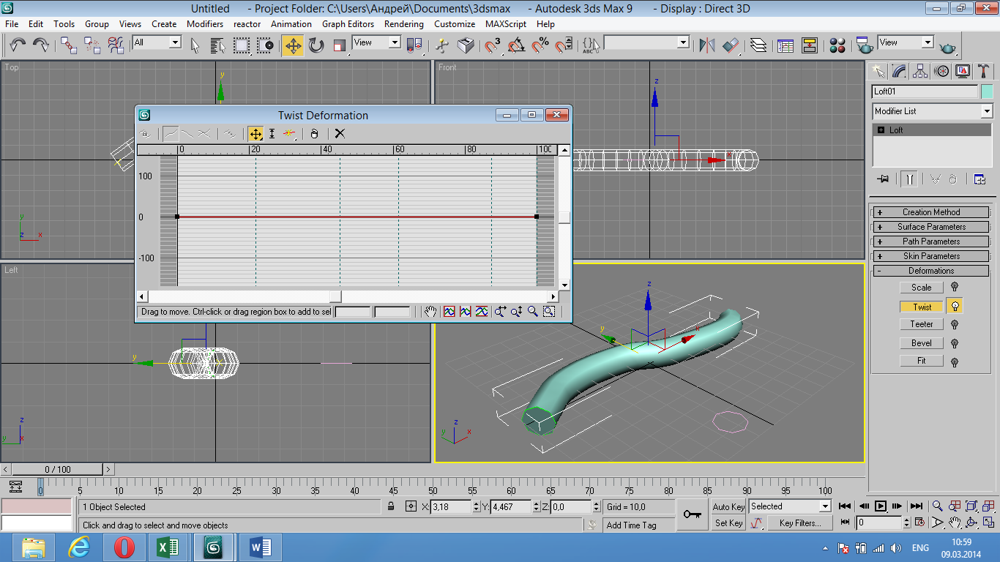 Untitled - Project Folder: C:\Users\Андрей\Documents\3dsmax - Autodesk 3ds Max 9 - Display : Direct 3D
File Edit Tools Group Views Create Modifiers reactor Animation Graph Editors Rendering Customize MAXScript Help
All View 3 % ABC View
Top
y
Front
z
x
Twist Deformation
0 20 40 60 80 100
100
0
-100
Drag to move. Ctrl-click or drag region box to add to sel
y
z x
Left
y
z
y x
z
y x
z
y x
Loft01
Modifier List
Loft
+ Creation Method
+ Surface Parameters
+ Path Parameters
+ Skin Parameters
- Deformations
Scale
Twist
Teeter
Bevel
Fit
< 0 / 100 >
0 5 10 15 20 25 30 35 40 45 50 55 60 65 70 75 80 85 90 95 100
1 Object Selected X: 3,18 Y: 4,467 Z: 0,0 Grid = 10,0 Auto Key Selected
Click and drag to select and move objects Add Time Tag Set Key Key Filters... 0
ENG
10:59
09.03.2014